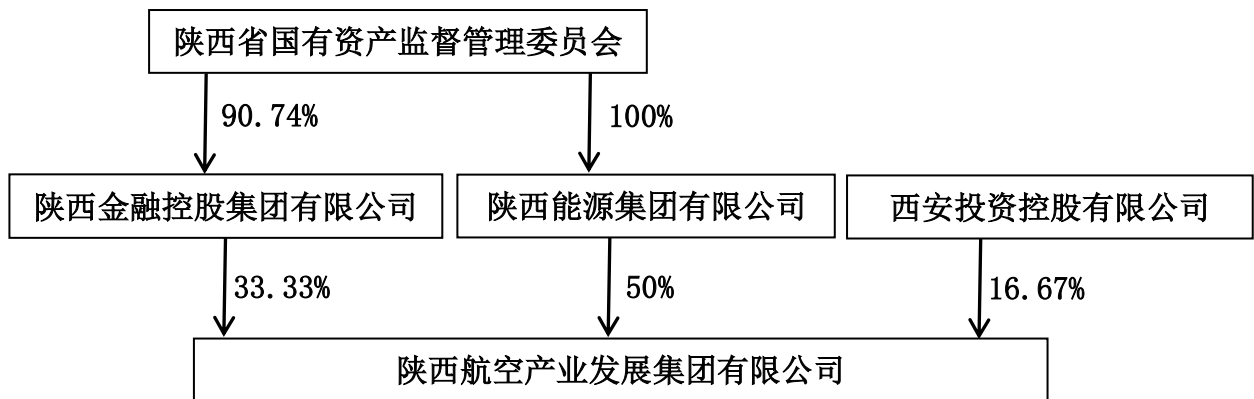 陕西省国有资产监督管理委员会
90.74%
100%
陕西金融控股集团有限公司
陕西能源集团有限公司
西安投资控股有限公司
33.33%
50%
16.67%
陕西航空产业发展集团有限公司